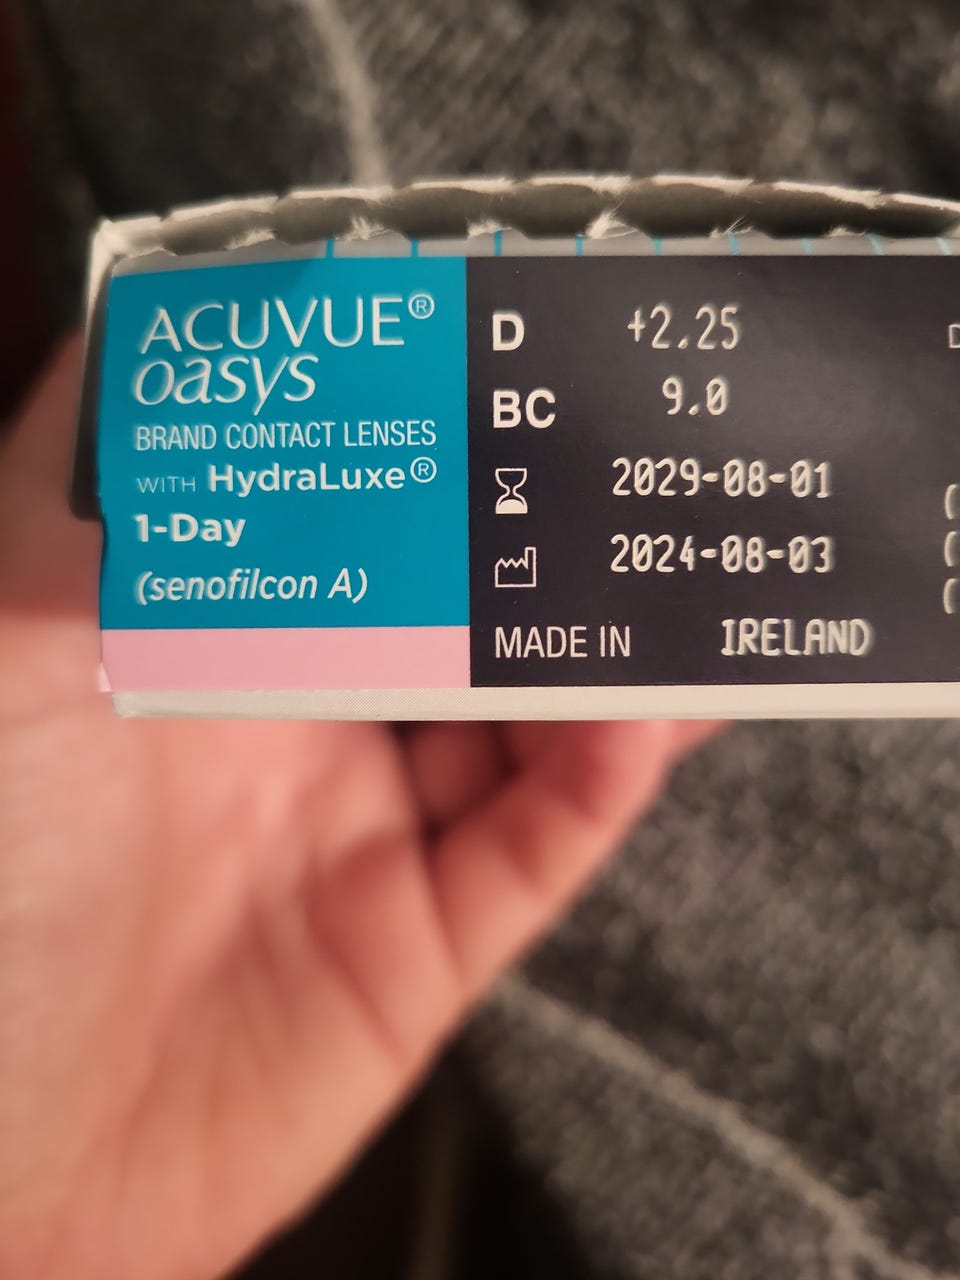 ACUVUE®
oasys
BRAND CONTACT LENSES
WITH HydraLuxe®
1-Day
(senofilcon A)
D +2.25
BC 9.0
2029-08-01
2024-08-03
MADE IN IRELAND